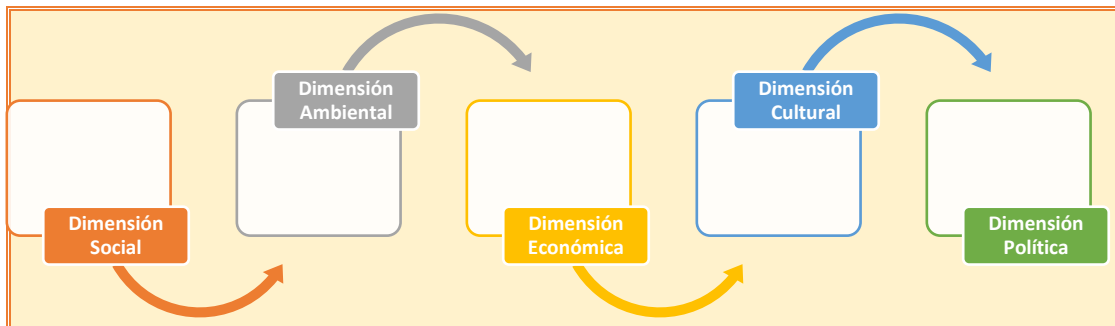 Dimensión
Social
Dimensión
Ambiental
Dimensión
Económica
Dimensión
Cultural
Dimensión
Política